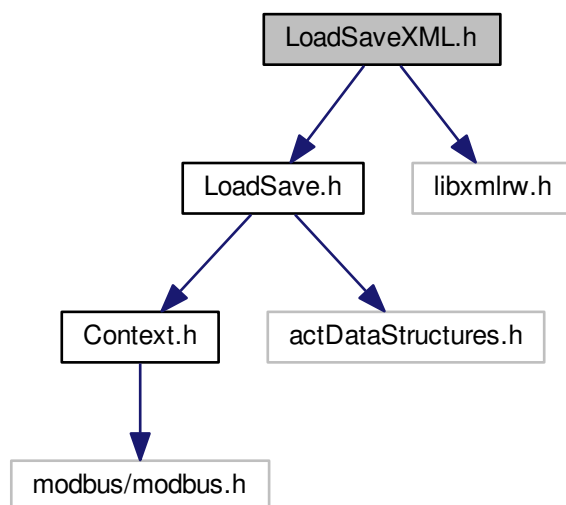 LoadSaveXML.h
LoadSave.h
libxmlrw.h
Context.h
actDataStructures.h
modbus/modbus.h